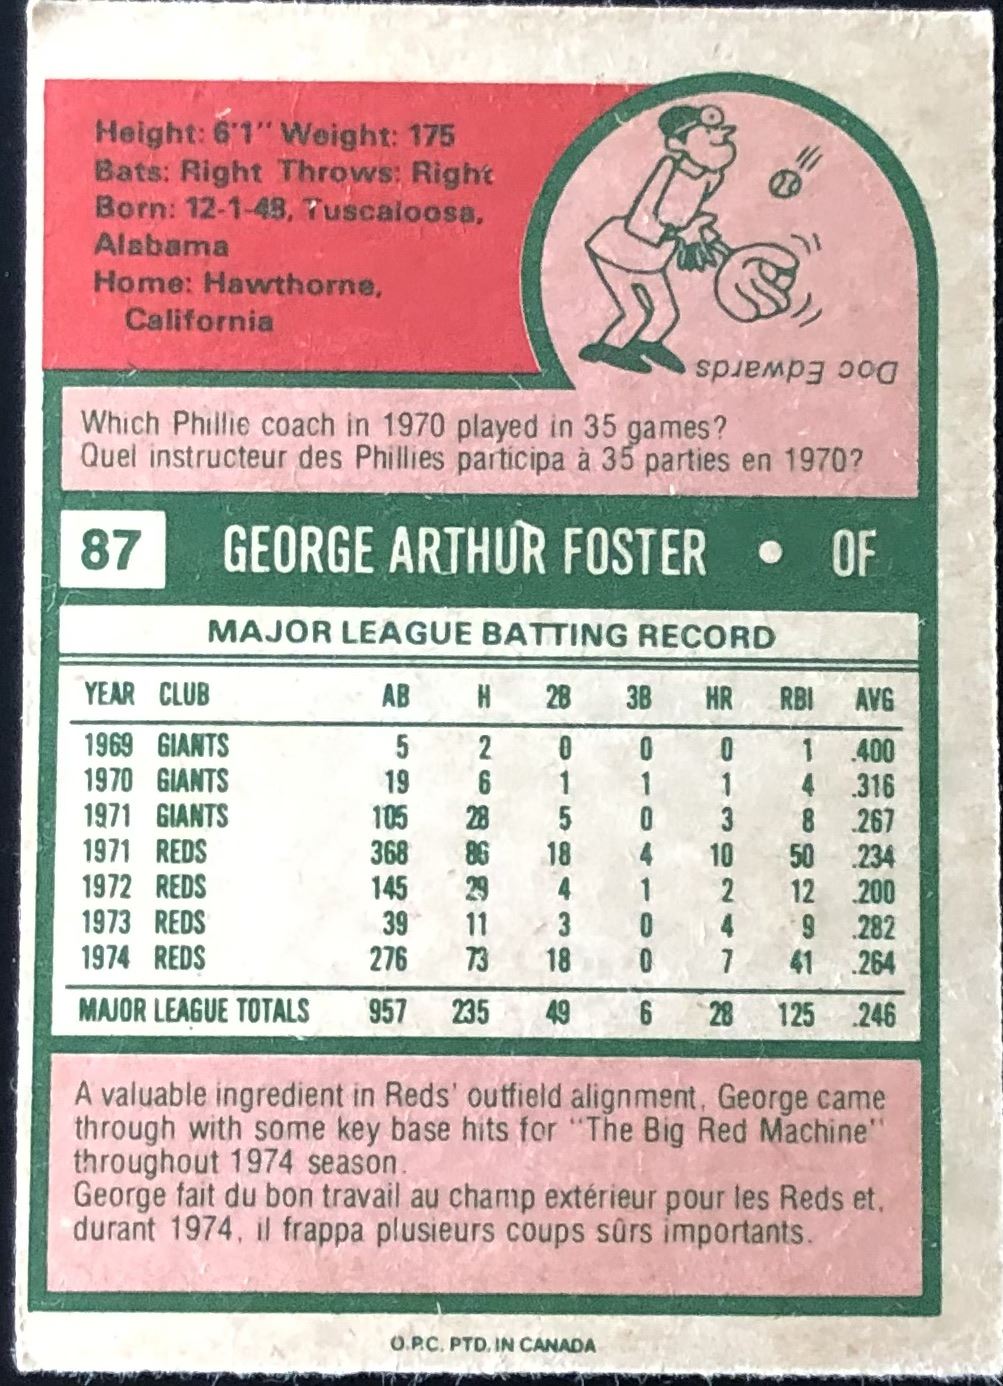 Height: 6'1" Weight: 175
Bats: Right Throws: Right
Born: 12-1-48, Tuscaloosa,
Alabama
Home: Hawthorne,
California
Doc Edwards
Which Phillie coach in 1970 played in 35 games?
Quel instructeur des Phillies participa à 35 parties en 1970?
87 GEORGE ARTHUR FOSTER • OF
MAJOR LEAGUE BATTING RECORD
YEAR CLUB AB H 2B 3B HR RBI AVG
1969 GIANTS 5 2 0 0 0 1 .400
1970 GIANTS 19 6 1 1 1 4 .316
1971 GIANTS 105 28 5 0 3 8 .267
1971 REDS 368 86 18 4 10 50 .234
1972 REDS 145 29 4 1 2 12 .200
1973 REDS 39 11 3 0 4 9 .282
1974 REDS 276 73 18 0 7 41 .264
MAJOR LEAGUE TOTALS 957 235 49 6 28 125 .246
A valuable ingredient in Reds' outfield alignment, George came
through with some key base hits for "The Big Red Machine"
throughout 1974 season.
George fait du bon travail au champ extérieur pour les Reds et,
durant 1974, il frappa plusieurs coups sûrs importants.
O.P.C. PTD. IN CANADA